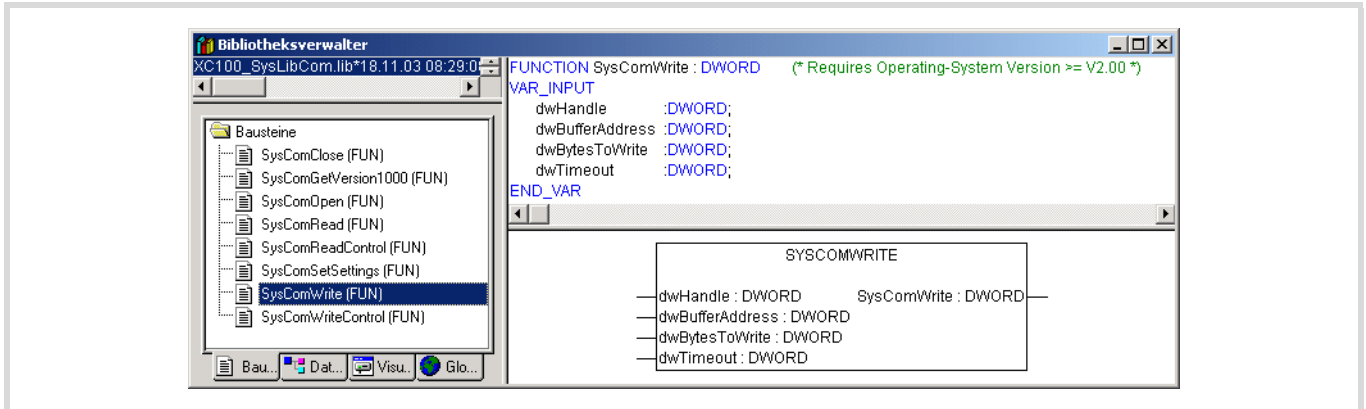 Bibliotheksverwalter
XC100_SysLibCom.lib*18.11.03 08:29:0
Bausteine
SysComClose (FUN)
SysComGetVersion1000 (FUN)
SysComOpen (FUN)
SysComRead (FUN)
SysComReadControl (FUN)
SysComSetSettings (FUN)
SysComWrite (FUN)
SysComWriteControl (FUN)
Bau... Dat... Visu.. Glo...
FUNCTION SysComWrite : DWORD (* Requires Operating-System Version >= V2.00 *)
VAR_INPUT
dwHandle :DWORD;
dwBufferAddress :DWORD;
dwBytesToWrite :DWORD;
dwTimeout :DWORD;
END_VAR
SYSCOMWRITE
dwHandle : DWORD SysComWrite : DWORD
dwBufferAddress : DWORD
dwBytesToWrite : DWORD
dwTimeout : DWORD